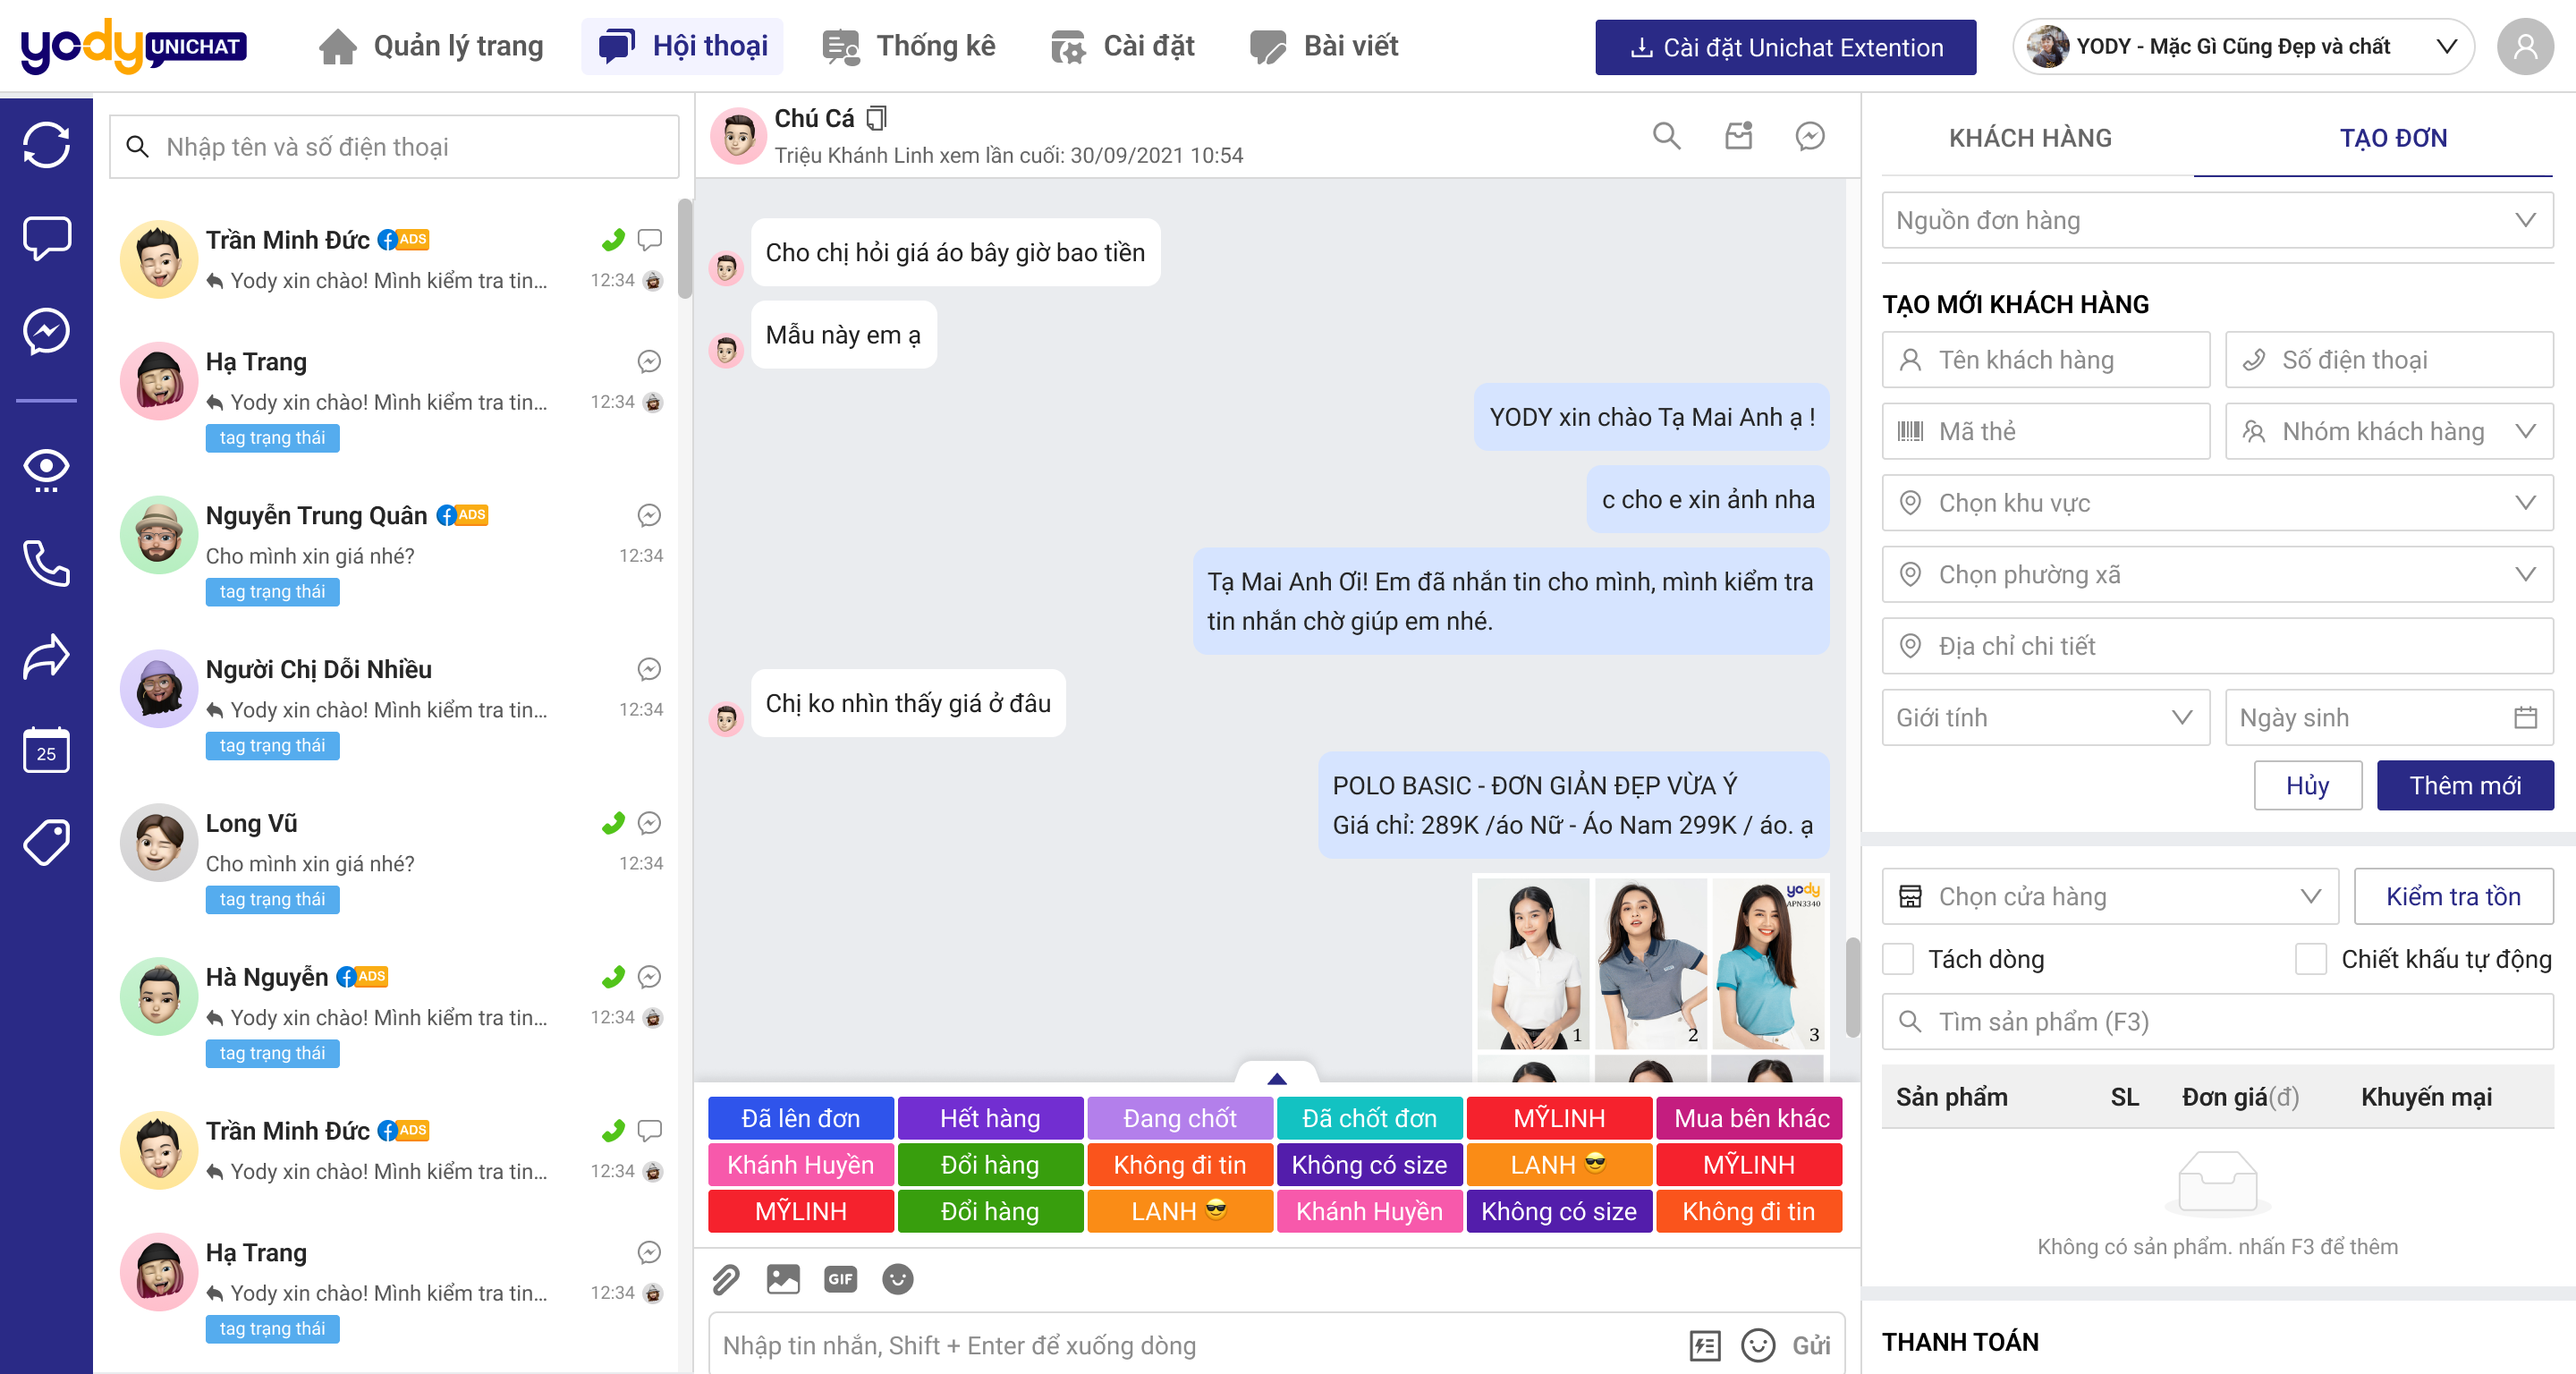 yody UNICHAT
Quản lý trang
Hội thoại
Thống kê
Cài đặt
Bài viết
Cài đặt Unichat Extention
YODY - Mặc Gì Cũng Đẹp và chất
25
Nhập tên và số điện thoại
Trần Minh Đức ADS
Yody xin chào! Mình kiểm tra tin... 12:34
Hạ Trang
Yody xin chào! Mình kiểm tra tin... 12:34
tag trạng thái
Nguyễn Trung Quân ADS
Cho mình xin giá nhé? 12:34
tag trạng thái
Người Chị Dỗi Nhiều
Yody xin chào! Mình kiểm tra tin... 12:34
tag trạng thái
Long Vũ
Cho mình xin giá nhé? 12:34
tag trạng thái
Hà Nguyễn ADS
Yody xin chào! Mình kiểm tra tin... 12:34
tag trạng thái
Trần Minh Đức ADS
Yody xin chào! Mình kiểm tra tin... 12:34
Hạ Trang
Yody xin chào! Mình kiểm tra tin... 12:34
tag trạng thái
Chú Cá
Triệu Khánh Linh xem lần cuối: 30/09/2021 10:54
Cho chị hỏi giá áo bây giờ bao tiền
Mẫu này em ạ
YODY xin chào Tạ Mai Anh ạ !
c cho e xin ảnh nha
Tạ Mai Anh Ơi! Em đã nhắn tin cho mình, mình kiểm tra
tin nhắn chờ giúp em nhé.
Chị ko nhìn thấy giá ở đâu
POLO BASIC - ĐƠN GIẢN ĐẸP VỪA Ý
Giá chỉ: 289K /áo Nữ - Áo Nam 299K / áo. ạ
yody
APN3340
1 2 3
Đã lên đơn Hết hàng Đang chốt Đã chốt đơn MỸLINH Mua bên khác
Khánh Huyền Đổi hàng Không đi tin Không có size LANH 😎 MỸLINH
MỸLINH Đổi hàng LANH 😎 Khánh Huyền Không có size Không đi tin
GIF
Nhập tin nhắn, Shift + Enter để xuống dòng Gửi
KHÁCH HÀNG TẠO ĐƠN
Nguồn đơn hàng
TẠO MỚI KHÁCH HÀNG
Tên khách hàng Số điện thoại
Mã thẻ Nhóm khách hàng
Chọn khu vực
Chọn phường xã
Địa chỉ chi tiết
Giới tính Ngày sinh
Hủy Thêm mới
Chọn cửa hàng Kiểm tra tồn
Tách dòng Chiết khấu tự động
Tìm sản phẩm (F3)
Sản phẩm SL Đơn giá(đ) Khuyến mại
Không có sản phẩm. nhấn F3 để thêm
THANH TOÁN